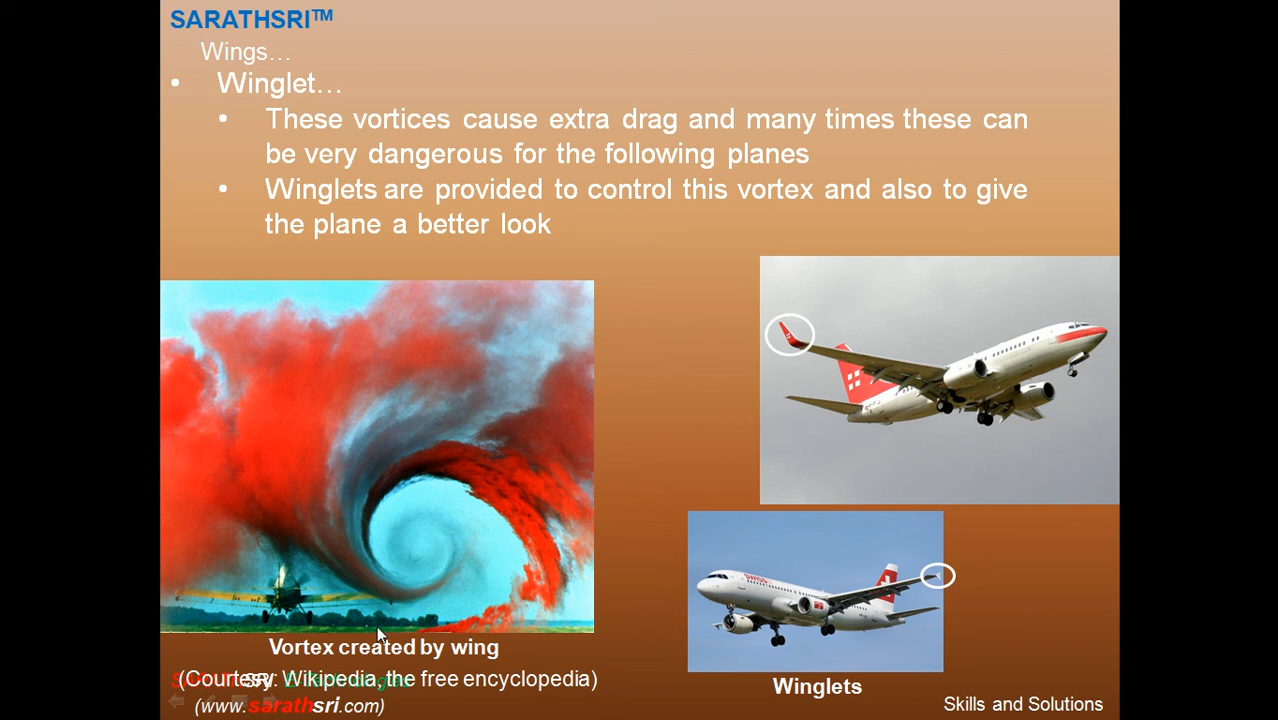 SARATHSRI™
Wings…
• Winglet…
• These vortices cause extra drag and many times these can
be very dangerous for the following planes
• Winglets are provided to control this vortex and also to give
the plane a better look
swiss
Vortex created by wing
(Courtesy: Wikipedia, the free encyclopedia)
(www.sarathsri.com)
Winglets
Skills and Solutions